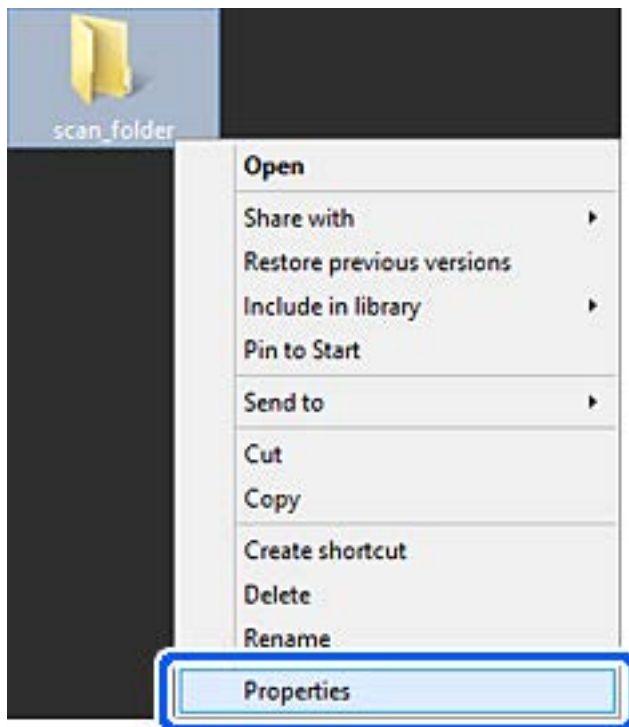 scan_folder
Open
Share with
Restore previous versions
Include in library
Pin to Start
Send to
Cut
Copy
Create shortcut
Delete
Rename
Properties